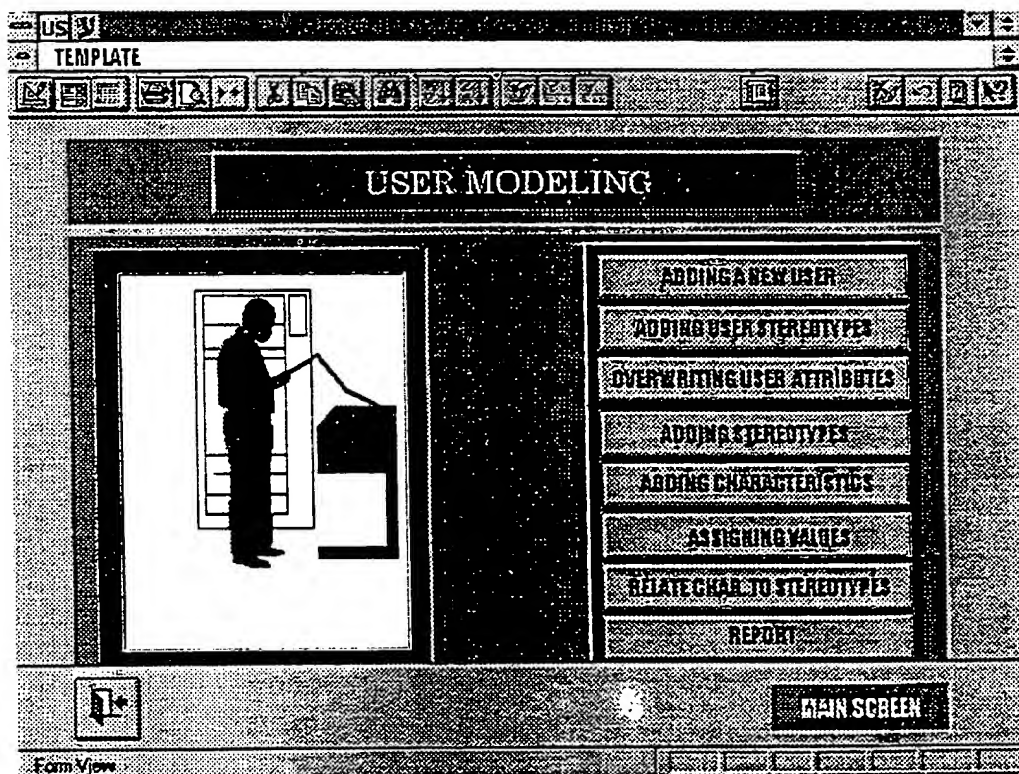 US
TEMPLATE
USER MODELING
ADDING A NEW USER
ADDING USER STEREOTYPES
OVERWRITING USER ATTRIBUTES
ADDING STEREOTYPES
ADDING CHARACTERISTICS
ASSIGNING VALUES
RELATE CHAR. TO STEREOTYPES
REPORT
MAIN SCREEN
Form View